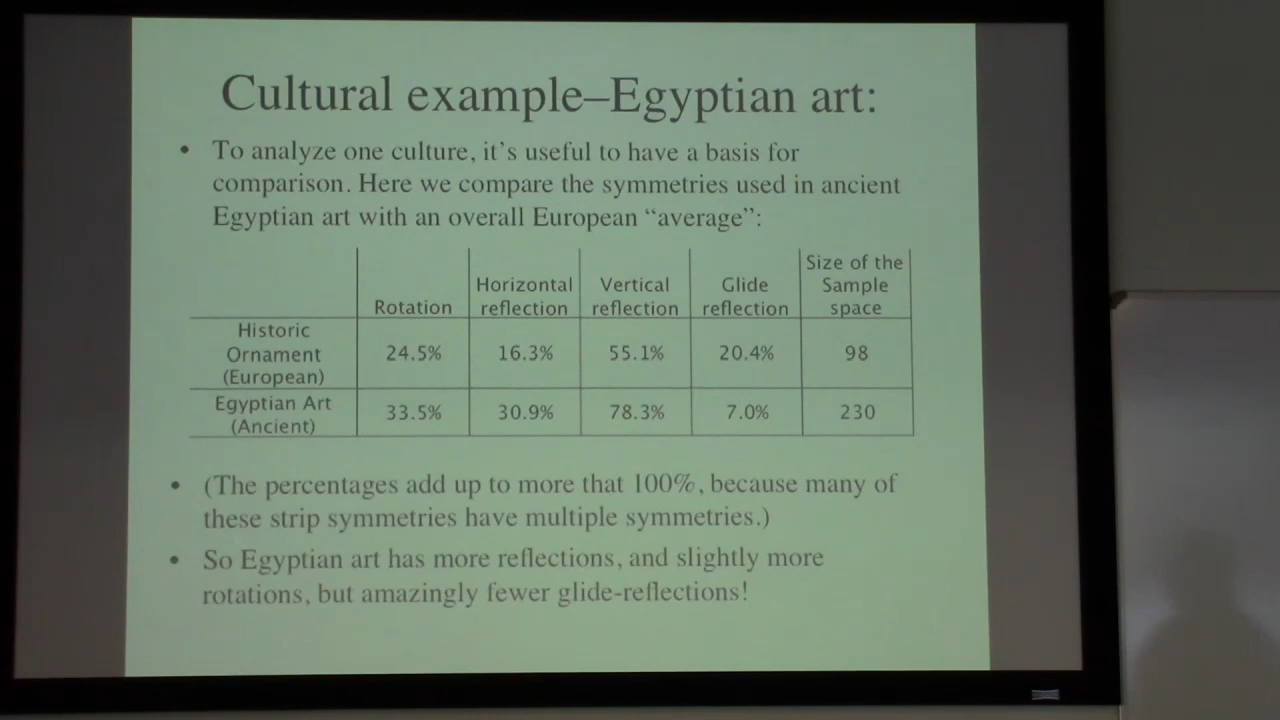 Cultural example–Egyptian art:
• To analyze one culture, it's useful to have a basis for
comparison. Here we compare the symmetries used in ancient
Egyptian art with an overall European “average”:
Rotation Horizontal reflection Vertical reflection Glide reflection Size of the Sample space
Historic Ornament (European) 24.5% 16.3% 55.1% 20.4% 98
Egyptian Art (Ancient) 33.5% 30.9% 78.3% 7.0% 230
• (The percentages add up to more that 100%, because many of
these strip symmetries have multiple symmetries.)
• So Egyptian art has more reflections, and slightly more
rotations, but amazingly fewer glide-reflections!